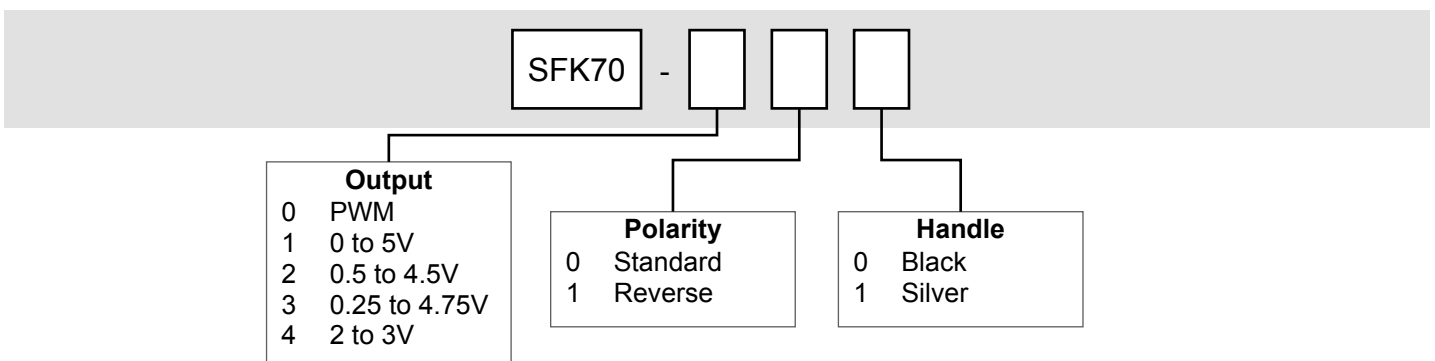 SFK70 -
Output
0 PWM
1 0 to 5V
2 0.5 to 4.5V
3 0.25 to 4.75V
4 2 to 3V
Polarity
0 Standard
1 Reverse
Handle
0 Black
1 Silver